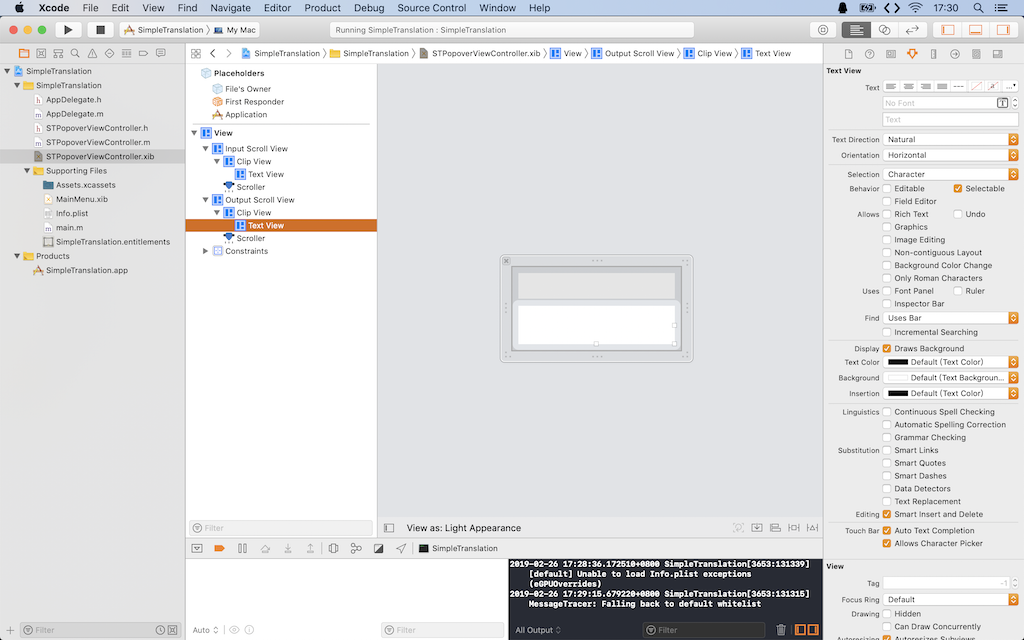 Xcode File Edit View Find Navigate Editor Product Debug Source Control Window Help 17:30
SimpleTranslation My Mac Running SimpleTranslation : SimpleTranslation
SimpleTranslation SimpleTranslation STPopoverViewController.xib View Output Scroll View Clip View Text View
SimpleTranslation
SimpleTranslation
AppDelegate.h
AppDelegate.m
STPopoverViewController.h
STPopoverViewController.m
STPopoverViewController.xib
Supporting Files
Assets.xcassets
MainMenu.xib
Info.plist
main.m
SimpleTranslation.entitlements
Products
SimpleTranslation.app
Filter
Placeholders
File's Owner
First Responder
Application
View
Input Scroll View
Clip View
Text View
Scroller
Output Scroll View
Clip View
Text View
Scroller
Constraints
Filter
View as: Light Appearance
SimpleTranslation
Auto
Filter
2019-02-26 17:28:36.172510+0800 SimpleTranslation[3653:131339]
[default] Unable to load Info.plist exceptions
(eGPUOverrides)
2019-02-26 17:29:15.679220+0800 SimpleTranslation[3653:131315]
MessageTracer: Falling back to default whitelist
All Output
Filter
Text View
Text
No Font
Text
Text Direction Natural
Orientation Horizontal
Selection Character
Behavior Editable Selectable
Field Editor
Allows Rich Text Undo
Graphics
Image Editing
Non-contiguous Layout
Background Color Change
Only Roman Characters
Uses Font Panel Ruler
Inspector Bar
Find Uses Bar
Incremental Searching
Display Draws Background
Text Color Default (Text Color)
Background Default (Text Backgroun...
Insertion Default (Text Color)
Linguistics Continuous Spell Checking
Automatic Spelling Correction
Grammar Checking
Substitution Smart Links
Smart Quotes
Smart Dashes
Data Detectors
Text Replacement
Editing Smart Insert and Delete
Touch Bar Auto Text Completion
Allows Character Picker
View
Tag -1
Focus Ring Default
Drawing Hidden
Can Draw Concurrently
Autoresizing Autoresizes Subviews